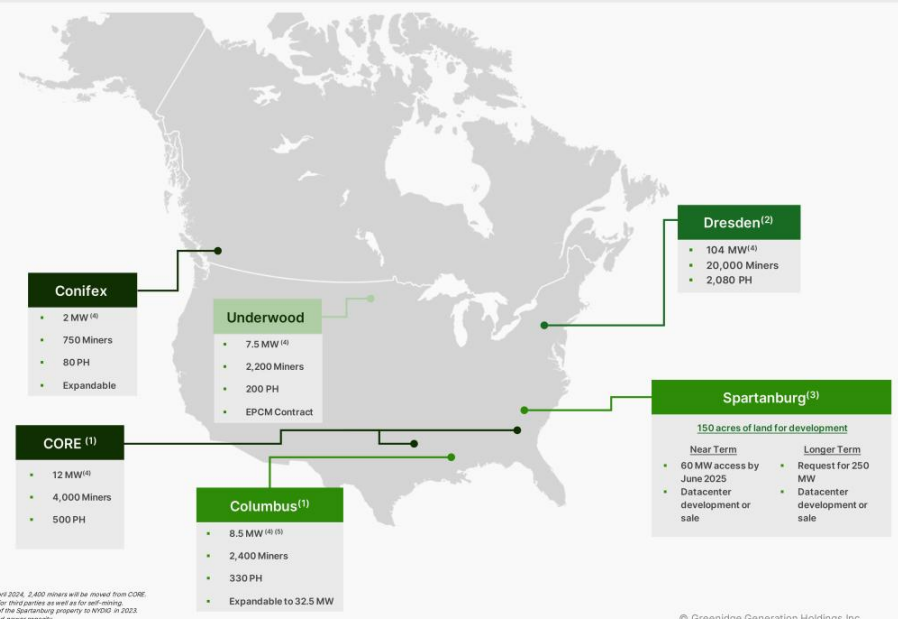 Dresden(2)
104 MW(4)
20,000 Miners
2,080 PH
Conifex
2 MW (4)
750 Miners
80 PH
Expandable
Underwood
7.5 MW (4)
2,200 Miners
200 PH
EPCM Contract
Spartanburg(3)
150 acres of land for development
Near Term
60 MW access by
June 2025
Datacenter
development or
sale
Longer Term
Request for 250
MW
Datacenter
development or
sale
CORE (1)
12 MW(4)
4,000 Miners
500 PH
Columbus(1)
8.5 MW (4) (5)
2,400 Miners
330 PH
Expandable to 32.5 MW
2024, 2,400 miners will be moved from CORE.
for third parties as well as for self-mining.
of the Spartanburg property to NYDIG in 2023.
© Greenidge Generation Holdings Inc